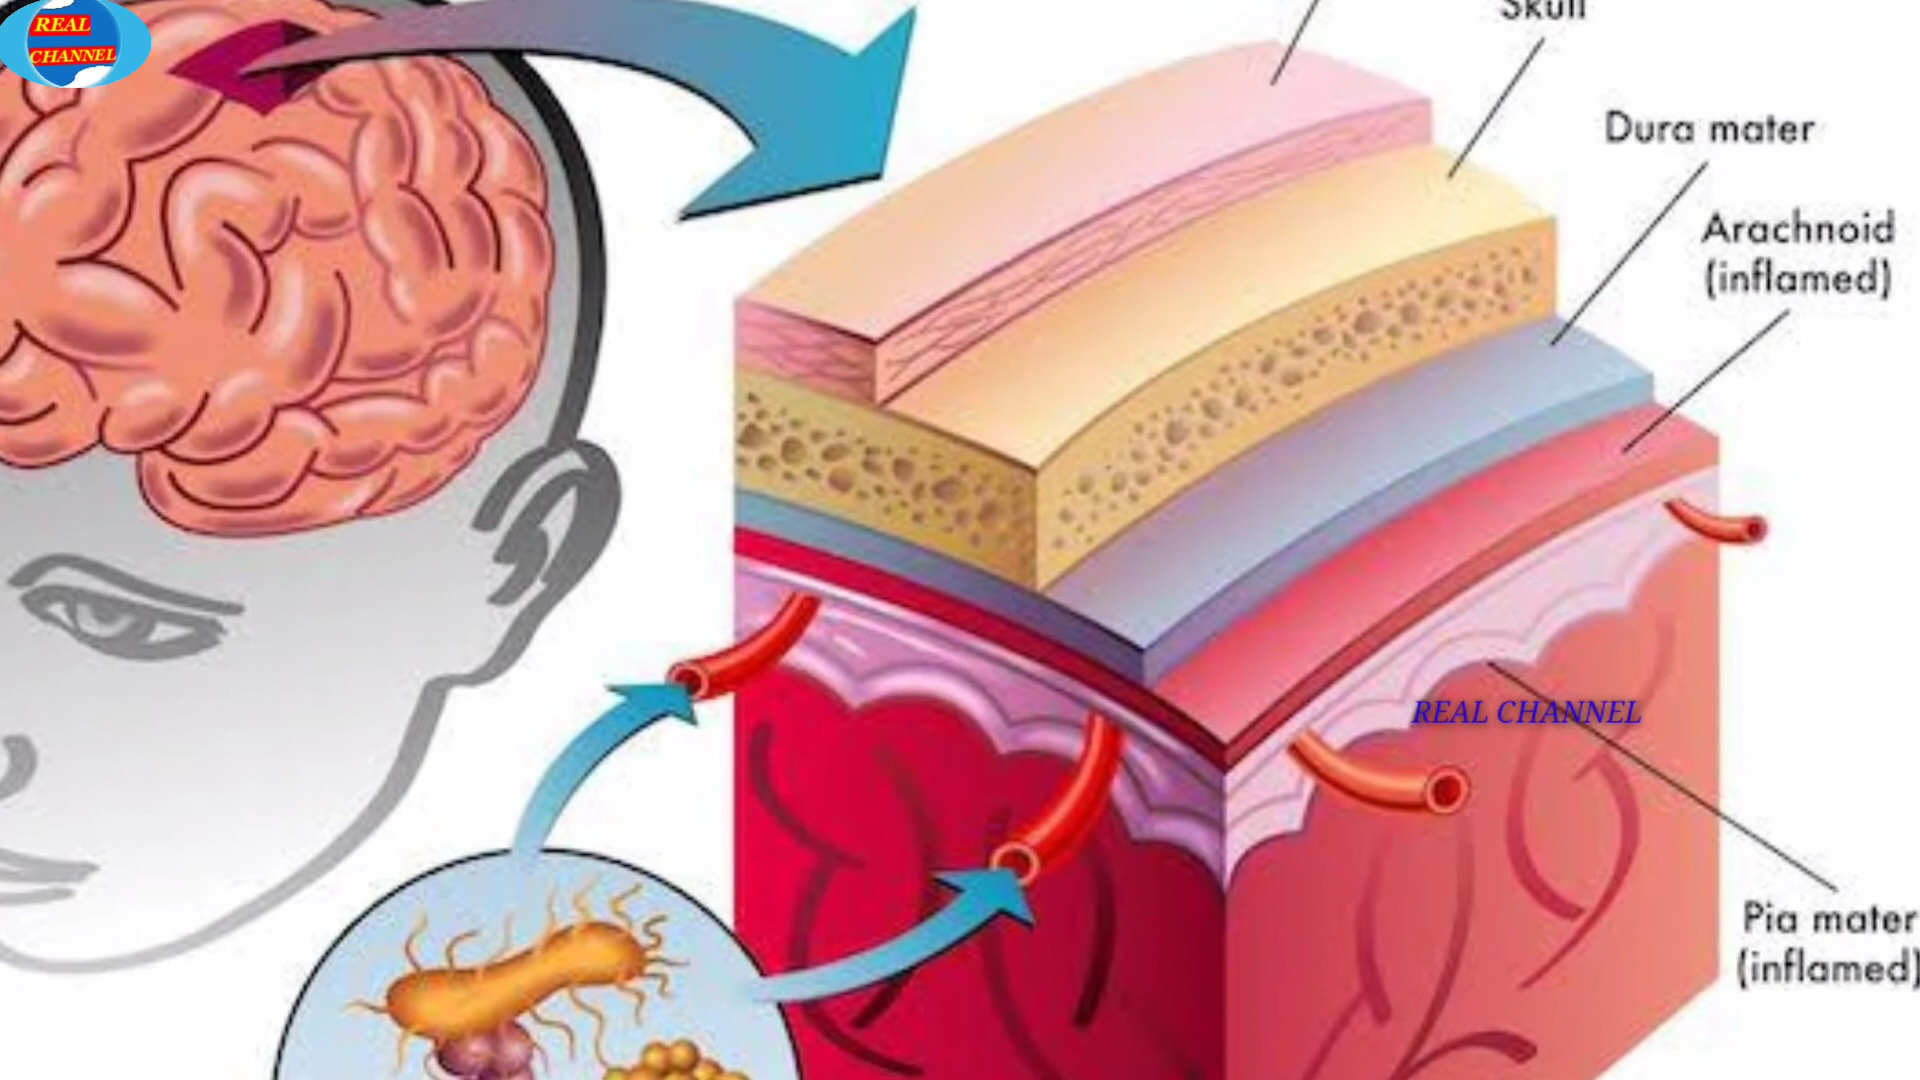 REAL
CHANNEL
Skull
Dura mater
Arachnoid
(inflamed)
REAL CHANNEL
Pia mater
(inflamed)